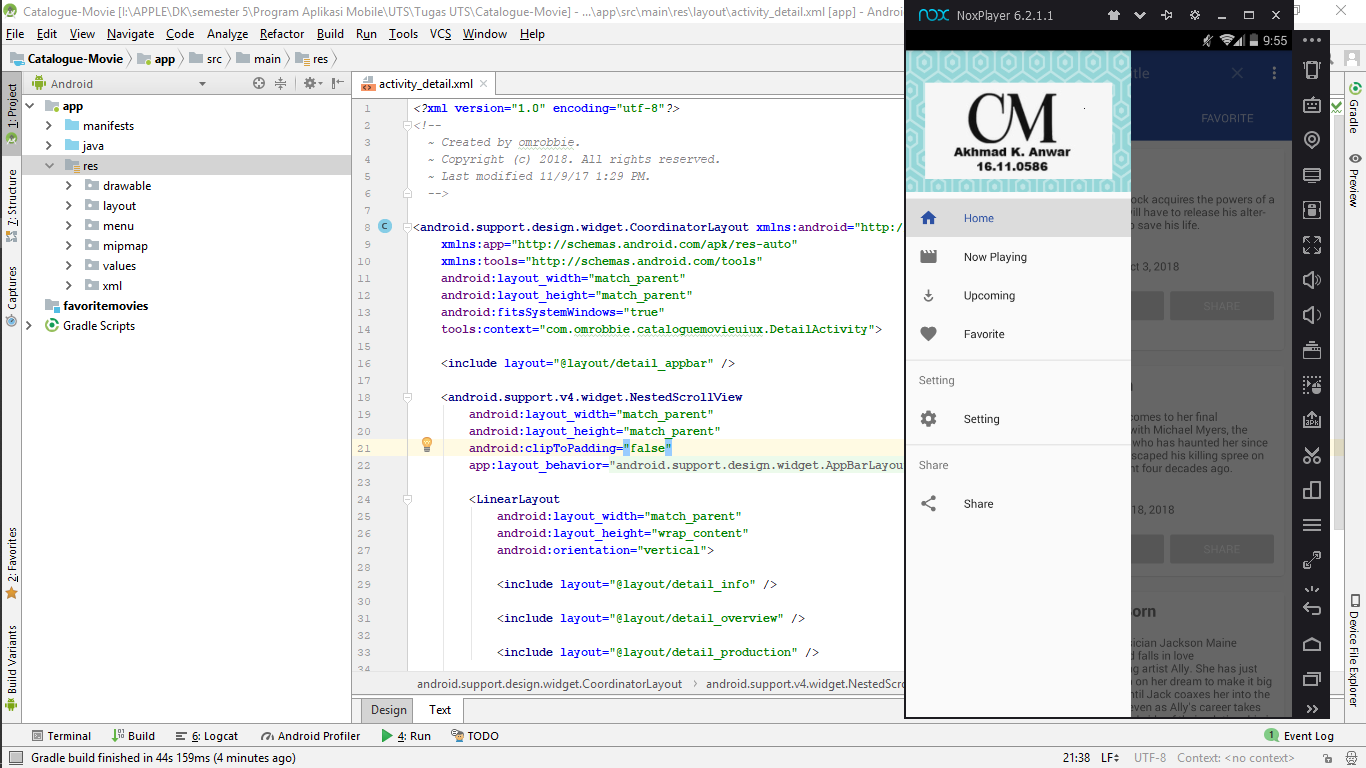 Catalogue-Movie [I:\APPLE\DK\semester 5\Program Aplikasi Mobile\UTS\Tugas UTS\Catalogue-Movie] - ...\app\src\main\res\layout\activity_detail.xml [app] - Androi
File Edit View Navigate Code Analyze Refactor Build Run Tools VCS Window Help
Catalogue-Movie app src main res
1: Project
7: Structure
Captures
2: Favorites
Build Variants
Android
app
manifests
java
res
drawable
layout
menu
mipmap
values
xml
favoritemovies
Gradle Scripts
activity_detail.xml
1 <?xml version="1.0" encoding="utf-8"?>
2 <!--
3 ~ Created by omrobbie.
4 ~ Copyright (c) 2018. All rights reserved.
5 ~ Last modified 11/9/17 1:29 PM.
6 -->
7
8 <android.support.design.widget.CoordinatorLayout xmlns:android="http:/
9 xmlns:app="http://schemas.android.com/apk/res-auto"
10 xmlns:tools="http://schemas.android.com/tools"
11 android:layout_width="match_parent"
12 android:layout_height="match_parent"
13 android:fitsSystemWindows="true"
14 tools:context="com.omrobbie.cataloguemovieuiux.DetailActivity">
15
16 <include layout="@layout/detail_appbar" />
17
18 <android.support.v4.widget.NestedScrollView
19 android:layout_width="match_parent"
20 android:layout_height="match_parent"
21 android:clipToPadding="false"
22 app:layout_behavior="android.support.design.widget.AppBarLayou
23
24 <LinearLayout
25 android:layout_width="match_parent"
26 android:layout_height="wrap_content"
27 android:orientation="vertical">
28
29 <include layout="@layout/detail_info" />
30
31 <include layout="@layout/detail_overview" />
32
33 <include layout="@layout/detail_production" />
34
android.support.design.widget.CoordinatorLayout android.support.v4.widget.NestedScro
Design Text
nox NoxPlayer 6.2.1.1
9:55
CM
Akhmad K. Anwar
16.11.0586
Home
Now Playing
Upcoming
Favorite
Setting
Setting
Share
Share
tle
FAVORITE
ock acquires the powers of a
will have to release his alter-
to save his life.
ct 3, 2018
SHARE
n
comes to her final
with Michael Myers, the
who has haunted her since
scaped his killing spree on
nt four decades ago.
18, 2018
SHARE
orn
sician Jackson Maine
d falls in love
ng artist Ally. She has just
on her dream to make it big
ntil Jack coaxes her into the
even as Ally's career takes
Gradle
Preview
Device File Explorer
Terminal Build 6: Logcat Android Profiler 4: Run TODO Event Log
1
Gradle build finished in 44s 159ms (4 minutes ago) 21:38 LF UTF-8 Context: <no context>